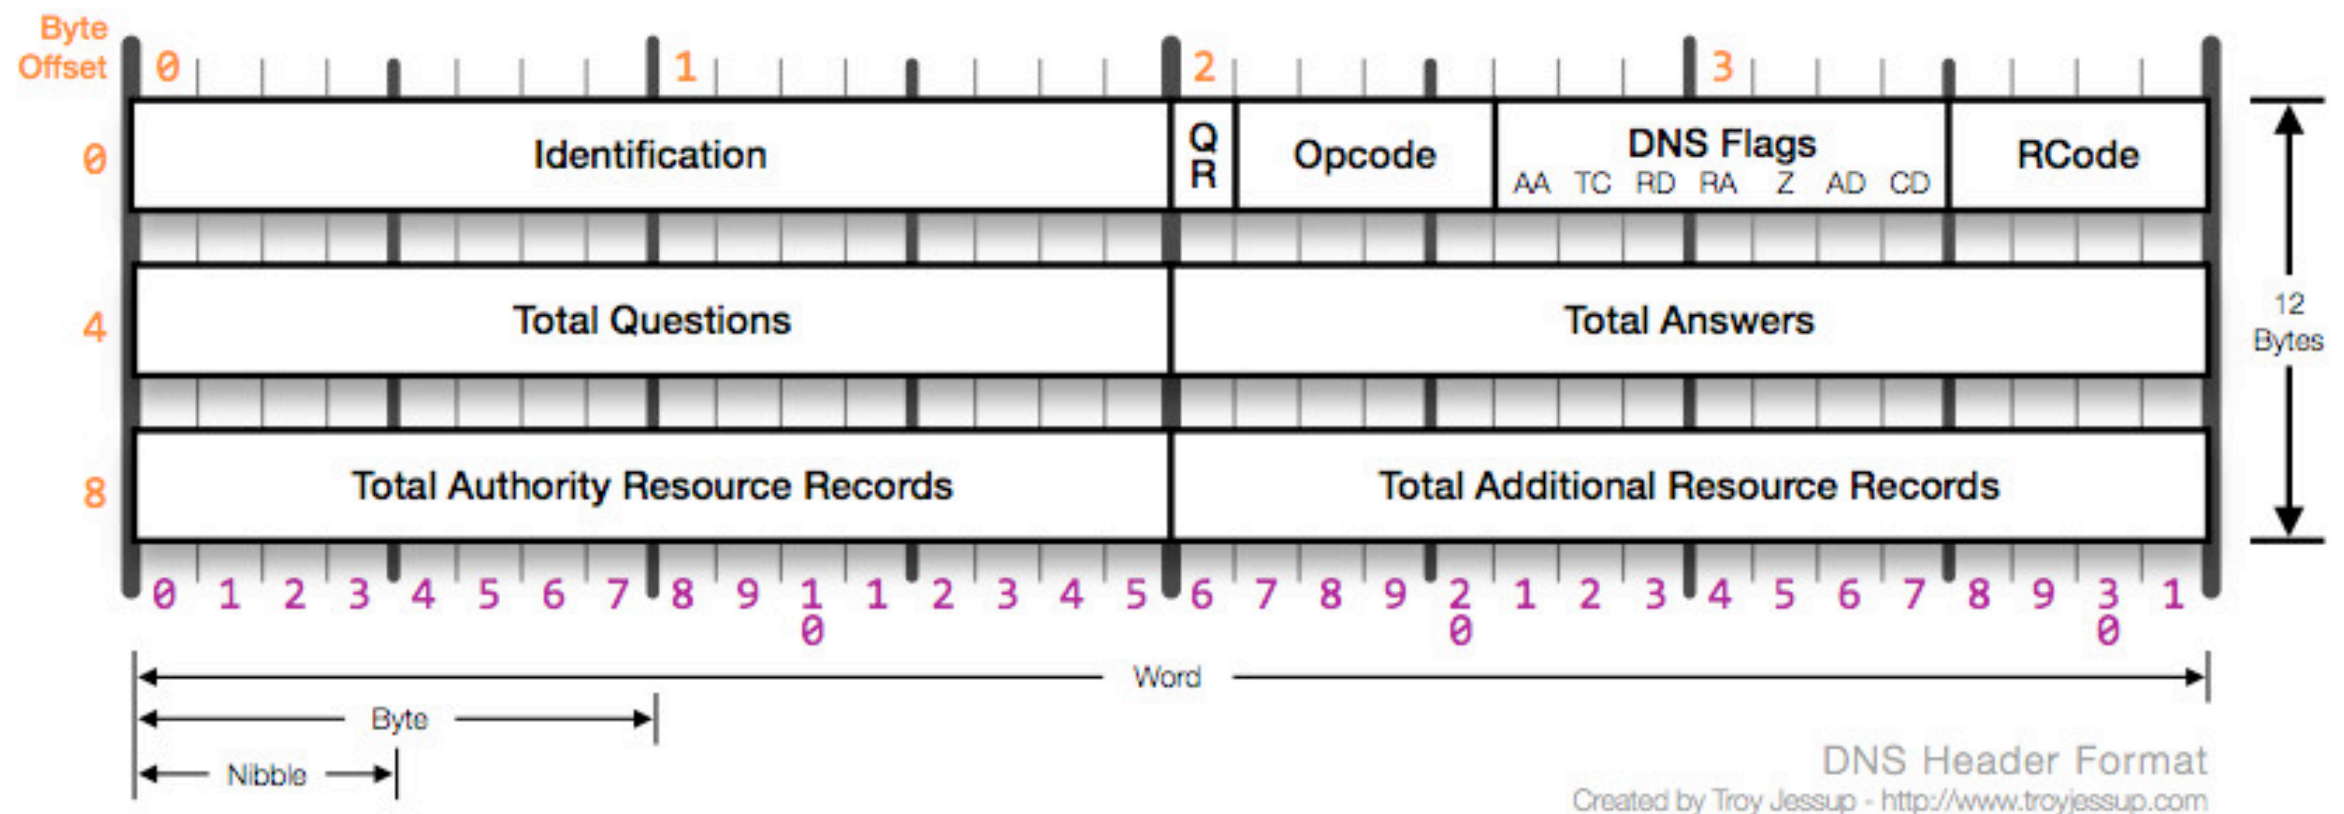 Byte
Offset
0 1 2 3
0
Identification
Q
R
Opcode
DNS Flags
AA TC RD RA Z AD CD
RCode
4
Total Questions
Total Answers
12
Bytes
8
Total Authority Resource Records
Total Additional Resource Records
0 1 2 3 4 5 6 7 8 9 1 1 2 3 4 5 6 7 8 9 2 1 2 3 4 5 6 7 8 9 3 1
0 0 0
Word
Byte
Nibble
DNS Header Format
Created by Troy Jessup - http://www.troyjessup.com